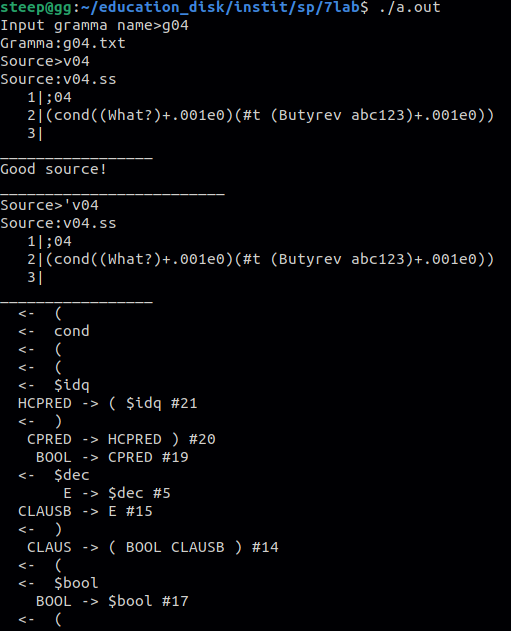 steep@gg:~/education_disk/instit/sp/7lab$ ./a.out
Input gramma name>g04
Gramma:g04.txt
Source>v04
Source:v04.ss
   1|;04
   2|(cond((What?)+.001e0)(#t (Butyrev abc123)+.001e0))
   3|
_________________
Good source!
_________________________
Source>'v04
Source:v04.ss
   1|;04
   2|(cond((What?)+.001e0)(#t (Butyrev abc123)+.001e0))
   3|
_________________
  <-  (
  <-  cond
  <-  (
  <-  (
  <-  $idq
  HCPRED -> ( $idq #21
  <-  )
   CPRED -> HCPRED ) #20
    BOOL -> CPRED #19
  <-  $dec
       E -> $dec #5
  CLAUSB -> E #15
  <-  )
   CLAUS -> ( BOOL CLAUSB ) #14
  <-  (
  <-  $bool
    BOOL -> $bool #17
  <-  (